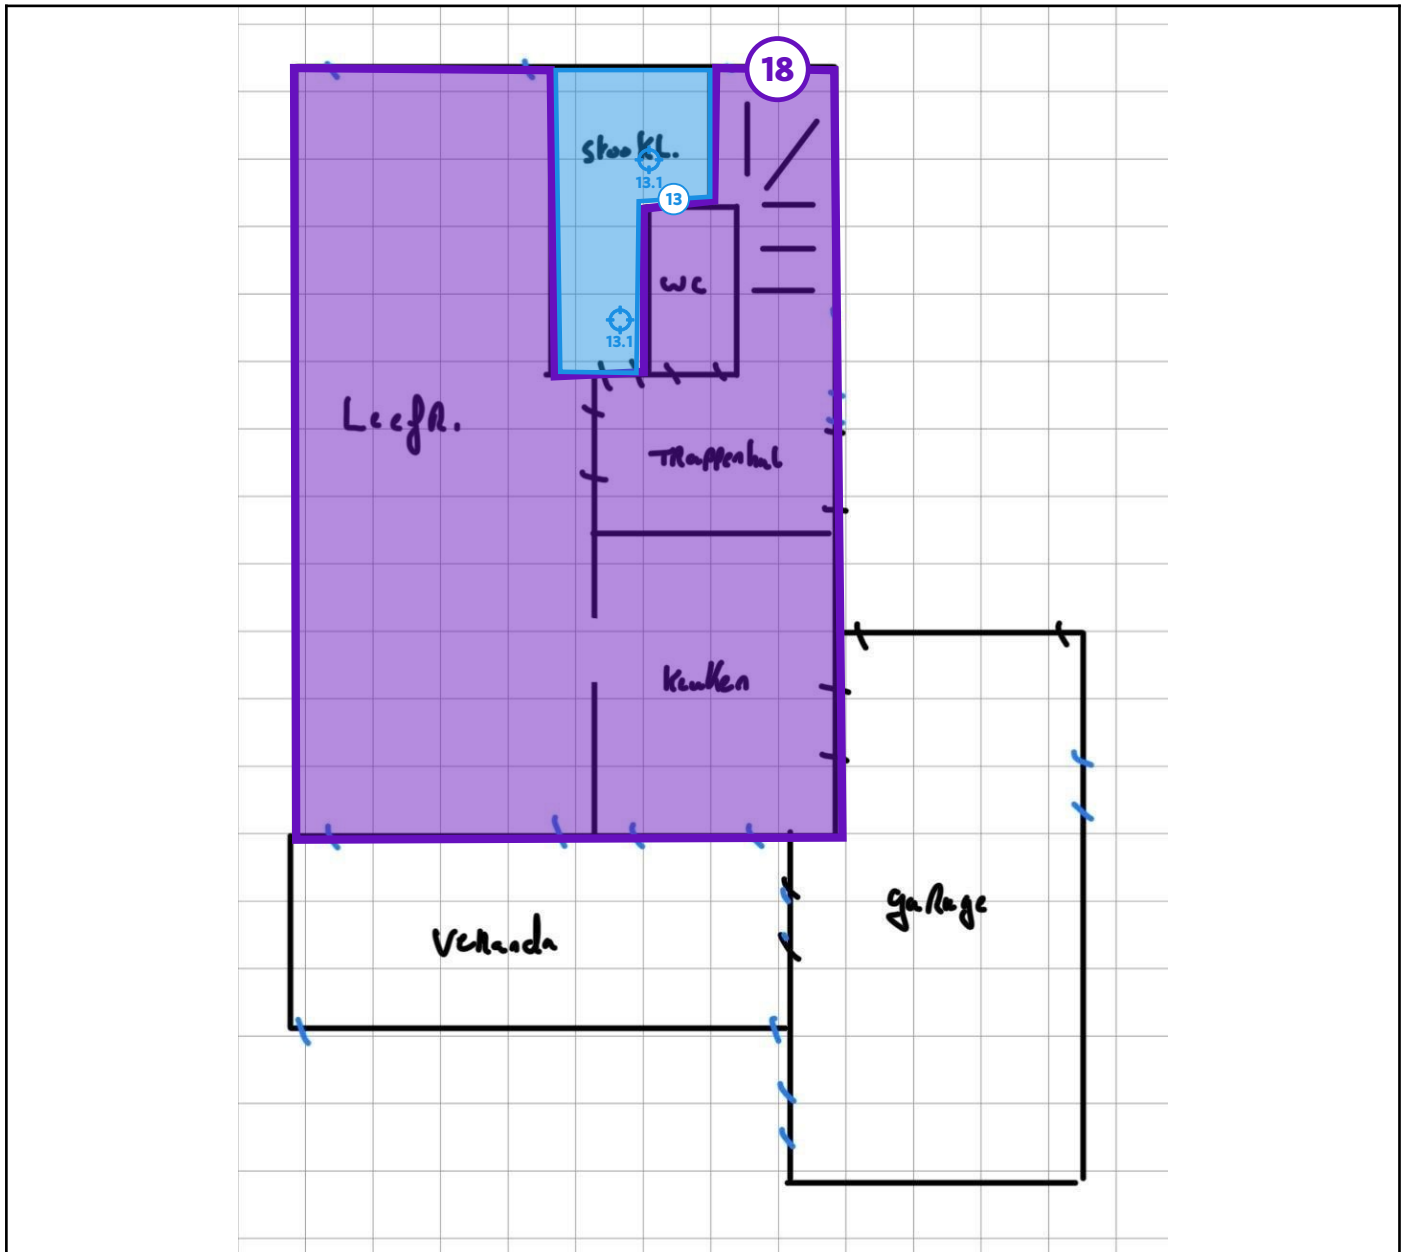 18
stookl.
13.1
13
wc
13.1
Leefr.
Trappenhal
Keuken
garage
Veranda